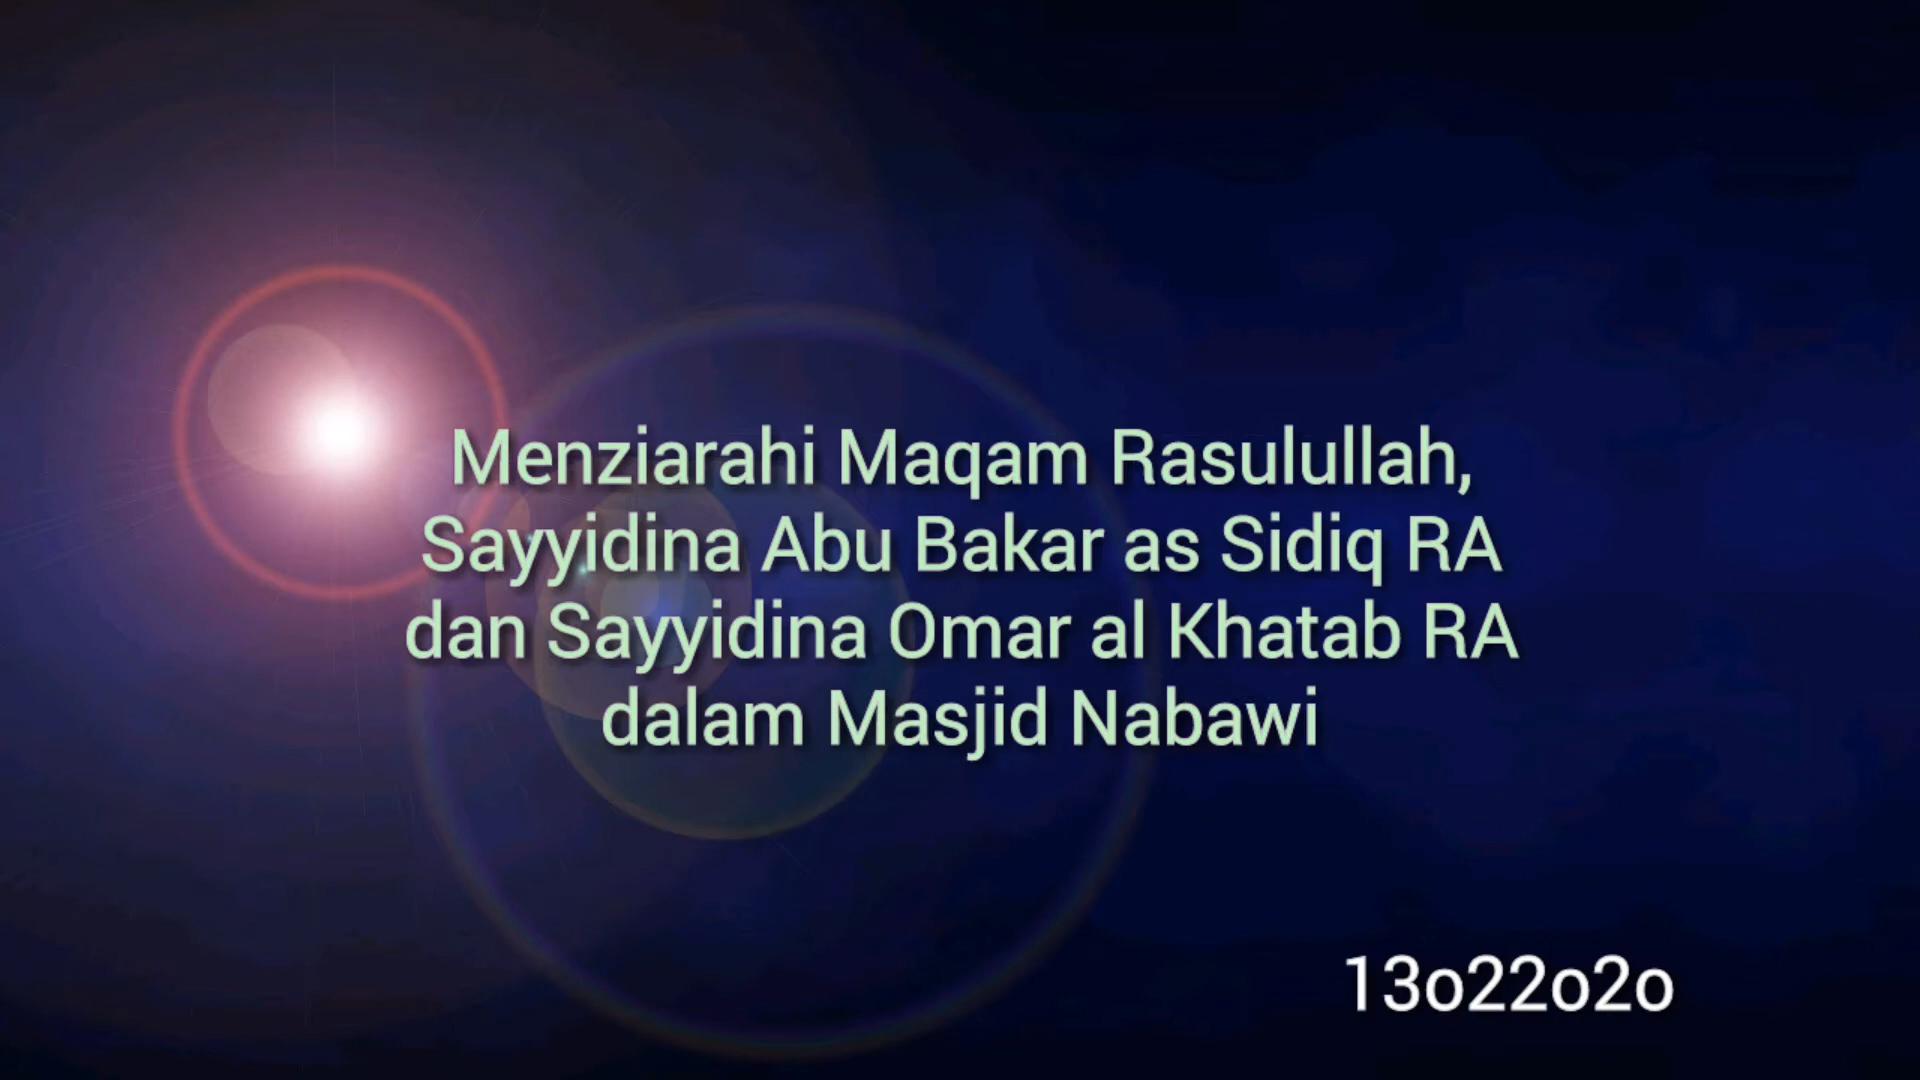 Menziarahi Maqam Rasulullah,
Sayyidina Abu Bakar as Sidiq RA
dan Sayyidina Omar al Khatab RA
dalam Masjid Nabawi
13o22o2o